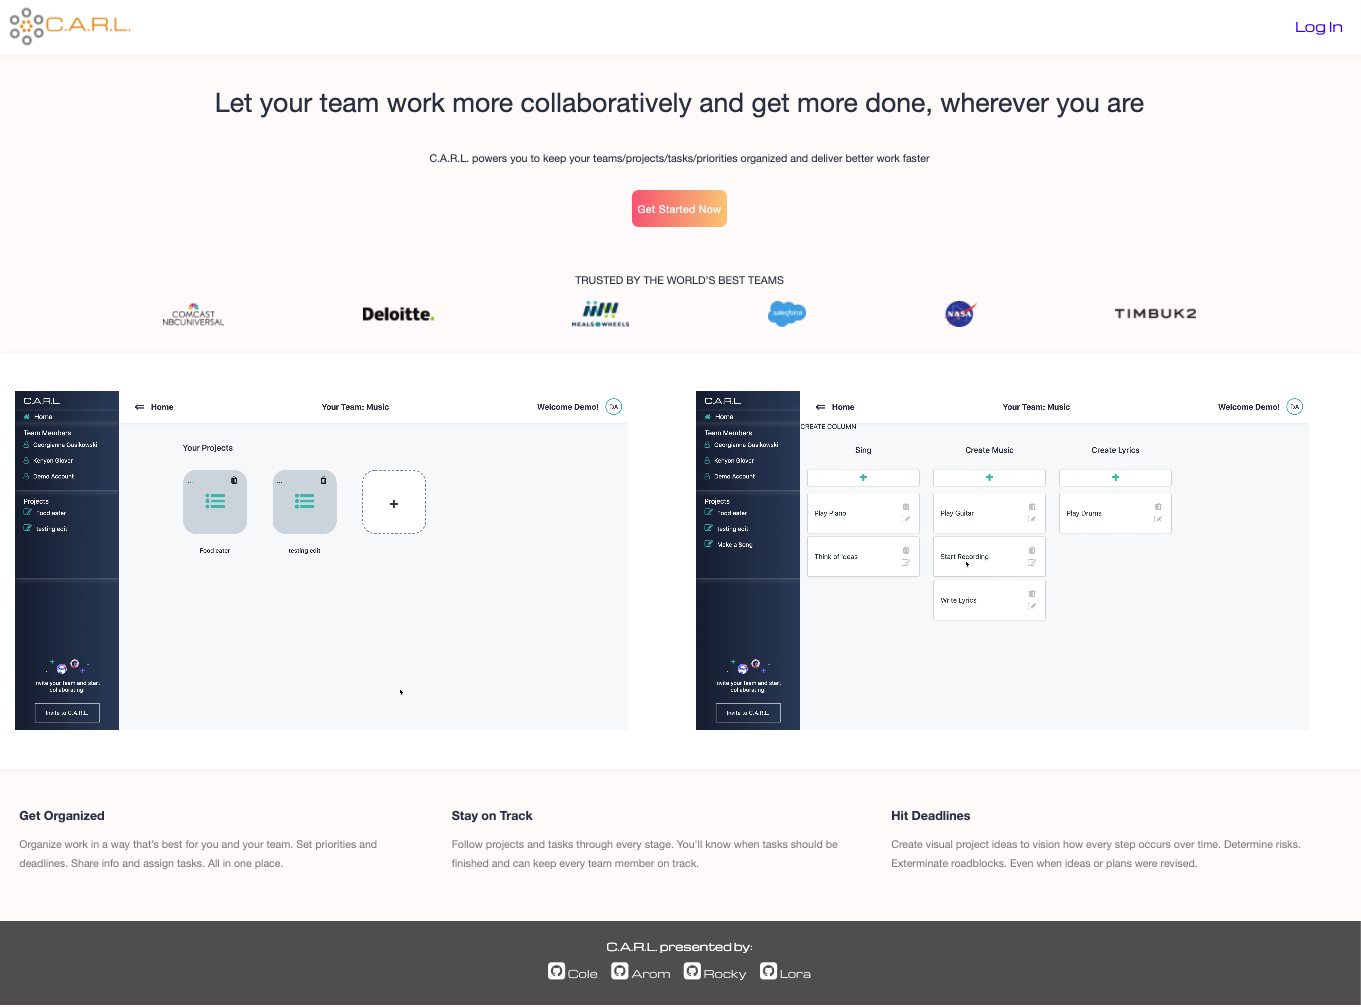 C.A.R.L.
Log In
Let your team work more collaboratively and get more done, wherever you are
C.A.R.L. powers you to keep your teams/projects/tasks/priorities organized and deliver better work faster
Get Started Now
TRUSTED BY THE WORLD'S BEST TEAMS
COMCAST
NBCUNIVERSAL
Deloitte.
MEALS ON WHEELS
salesforce
NASA
TIMBUK2
C.A.R.L.
Home
Team Members
Georgianna Gusikowski
Kenyon Glover
Demo Account
Projects
Food eater
testing edit
Invite your team and start
collaborating!
Invite to C.A.R.L.
Home
Your Team: Music
Welcome Demo!
DA
Your Projects
...
...
+
Food eater
testing edit
C.A.R.L.
Home
Team Members
Georgianna Gusikowski
Kenyon Glover
Demo Account
Projects
Food eater
testing edit
Make a Song
Invite your team and start
collaborating!
Invite to C.A.R.L.
Home
Your Team: Music
Welcome Demo!
DA
CREATE COLUMN
Sing
Create Music
Create Lyrics
+
+
+
Play Piano
Play Guitar
Play Drums
Think of ideas
Start Recording
Write Lyrics
Get Organized
Organize work in a way that's best for you and your team. Set priorities and
deadlines. Share info and assign tasks. All in one place.
Stay on Track
Follow projects and tasks through every stage. You'll know when tasks should be
finished and can keep every team member on track.
Hit Deadlines
Create visual project ideas to vision how every step occurs over time. Determine risks.
Exterminate roadblocks. Even when ideas or plans were revised.
C.A.R.L. presented by:
Cole Arom Rocky Lora